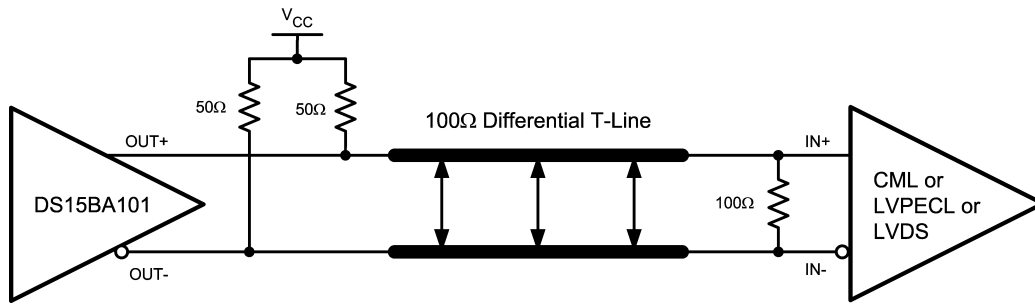 V_CC
50Ω
50Ω
100Ω Differential T-Line
OUT+
IN+
DS15BA101
100Ω
CML or
LVPECL or
LVDS
OUT-
IN-